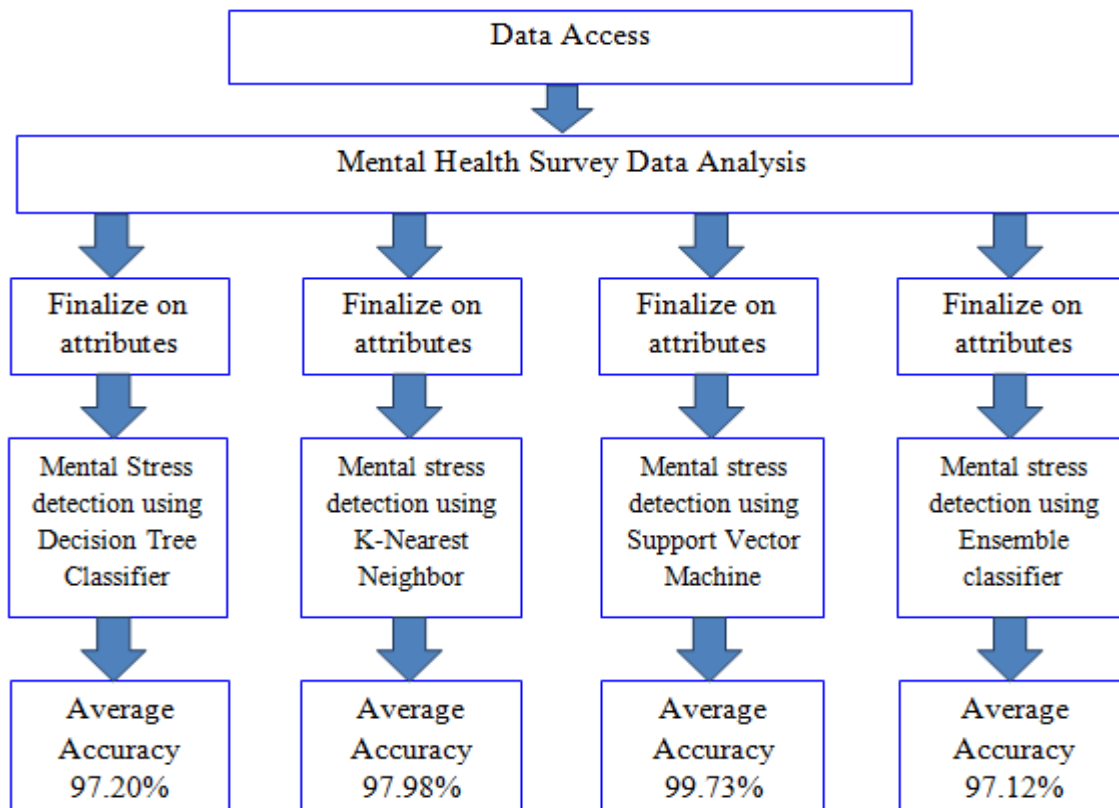 Data Access
Mental Health Survey Data Analysis
Finalize on
attributes
Finalize on
attributes
Finalize on
attributes
Finalize on
attributes
Mental Stress
detection using
Decision Tree
Classifier
Mental stress
detection using
K-Nearest
Neighbor
Mental stress
detection using
Support Vector
Machine
Mental stress
detection using
Ensemble
classifier
Average
Accuracy
97.20%
Average
Accuracy
97.98%
Average
Accuracy
99.73%
Average
Accuracy
97.12%